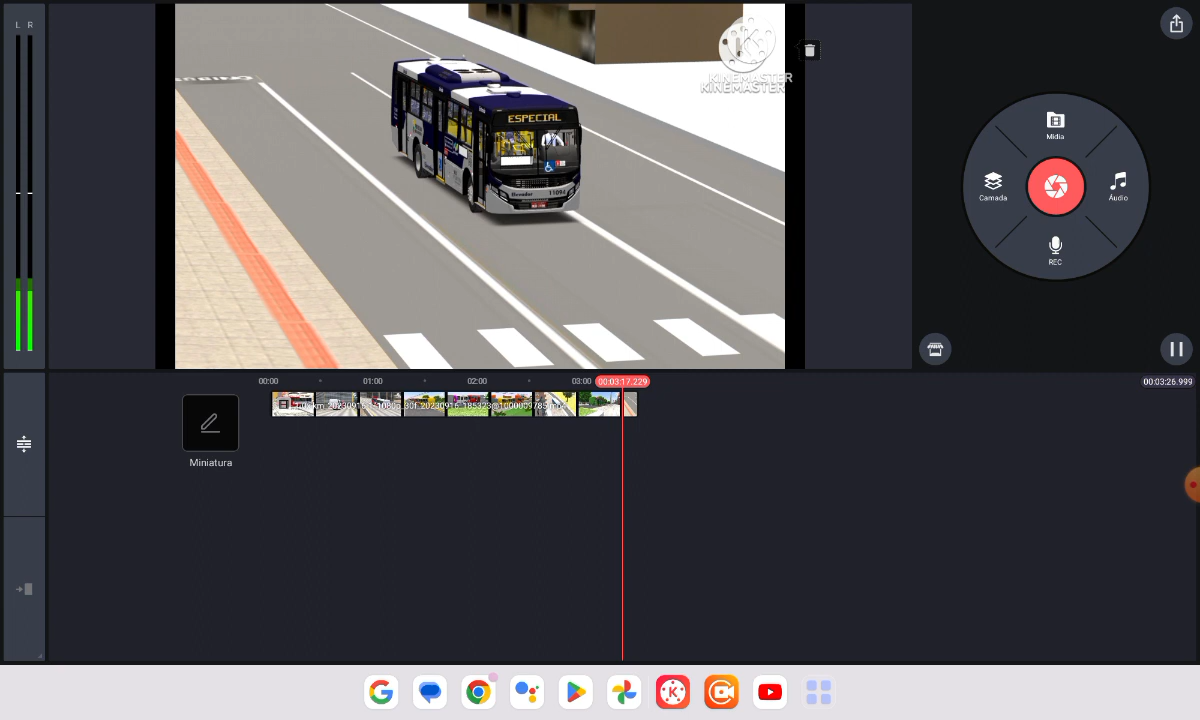 L R
KINEMASTER
KINEMASTER
ESPECIAL
11094
Mídia
Camada
Áudio
REC
00:00
01:00
02:00
03:00
00:03:17.229
00:03:26.999
Miniatura